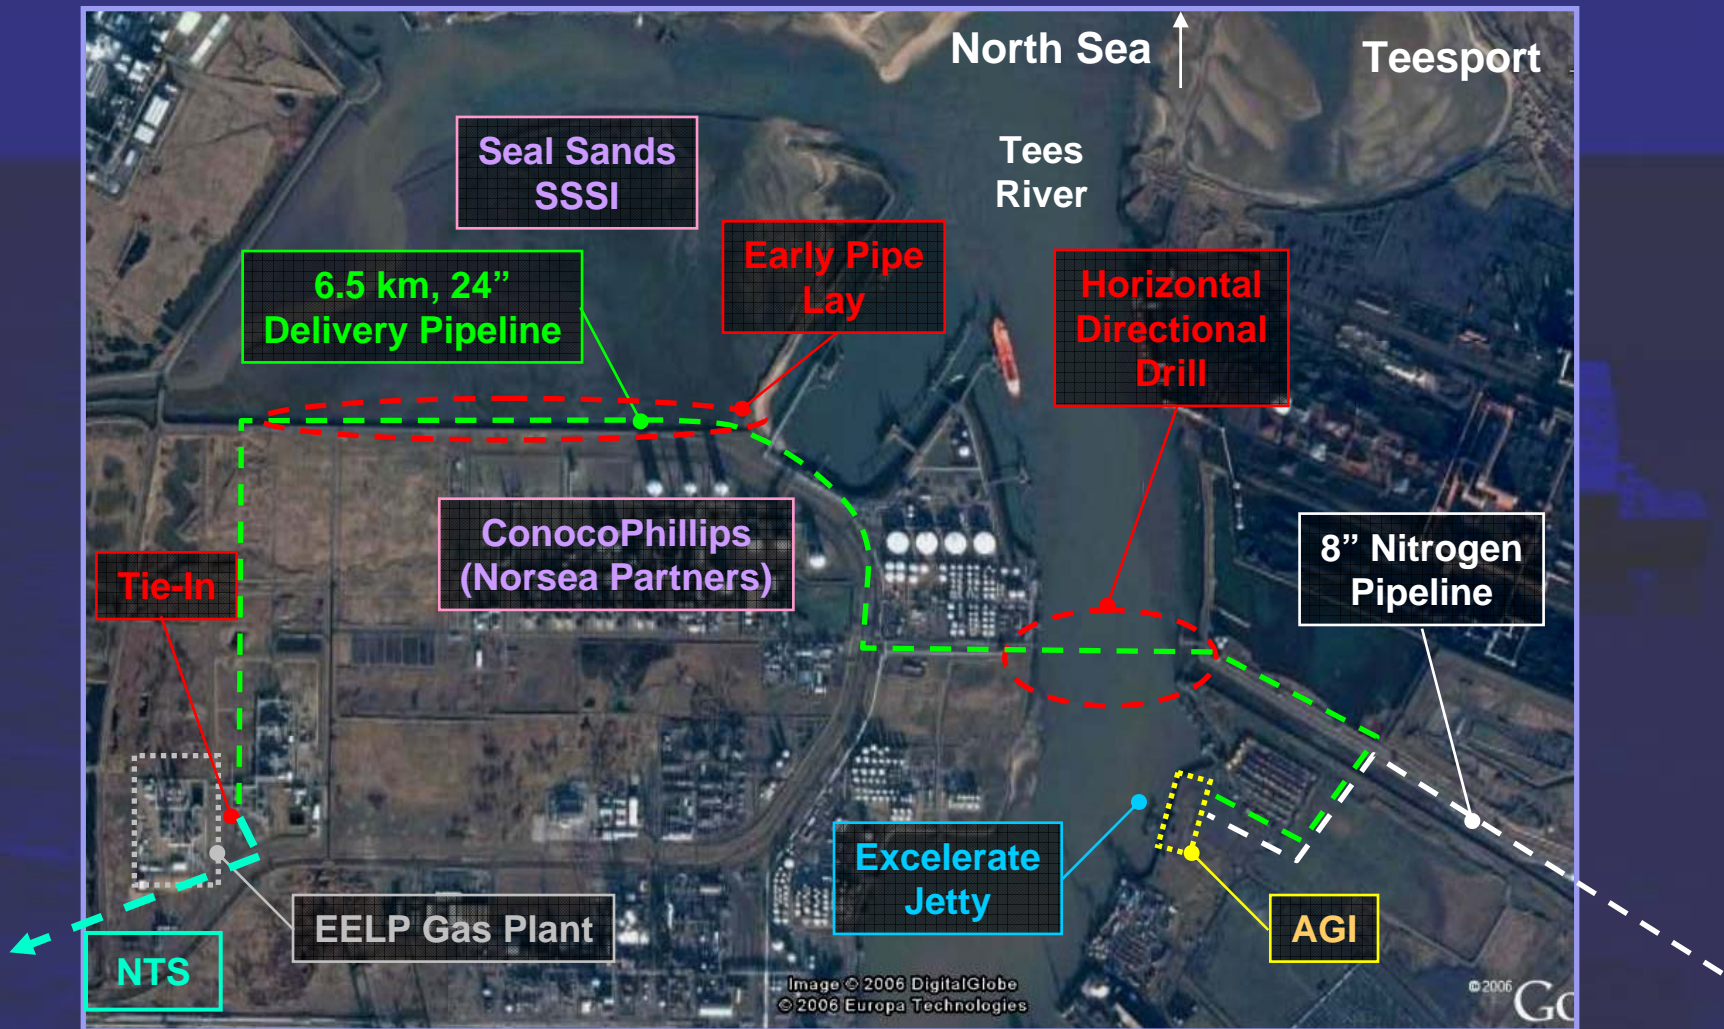 North Sea
Teesport
Tees
River
Seal Sands
SSSI
Early Pipe
Lay
6.5 km, 24”
Delivery Pipeline
Horizontal
Directional
Drill
ConocoPhillips
(Norsea Partners)
8” Nitrogen
Pipeline
Tie-In
Excelerate
Jetty
EELP Gas Plant
AGI
NTS
Image © 2006 DigitalGlobe
© 2006 Europa Technologies
©2006
Go